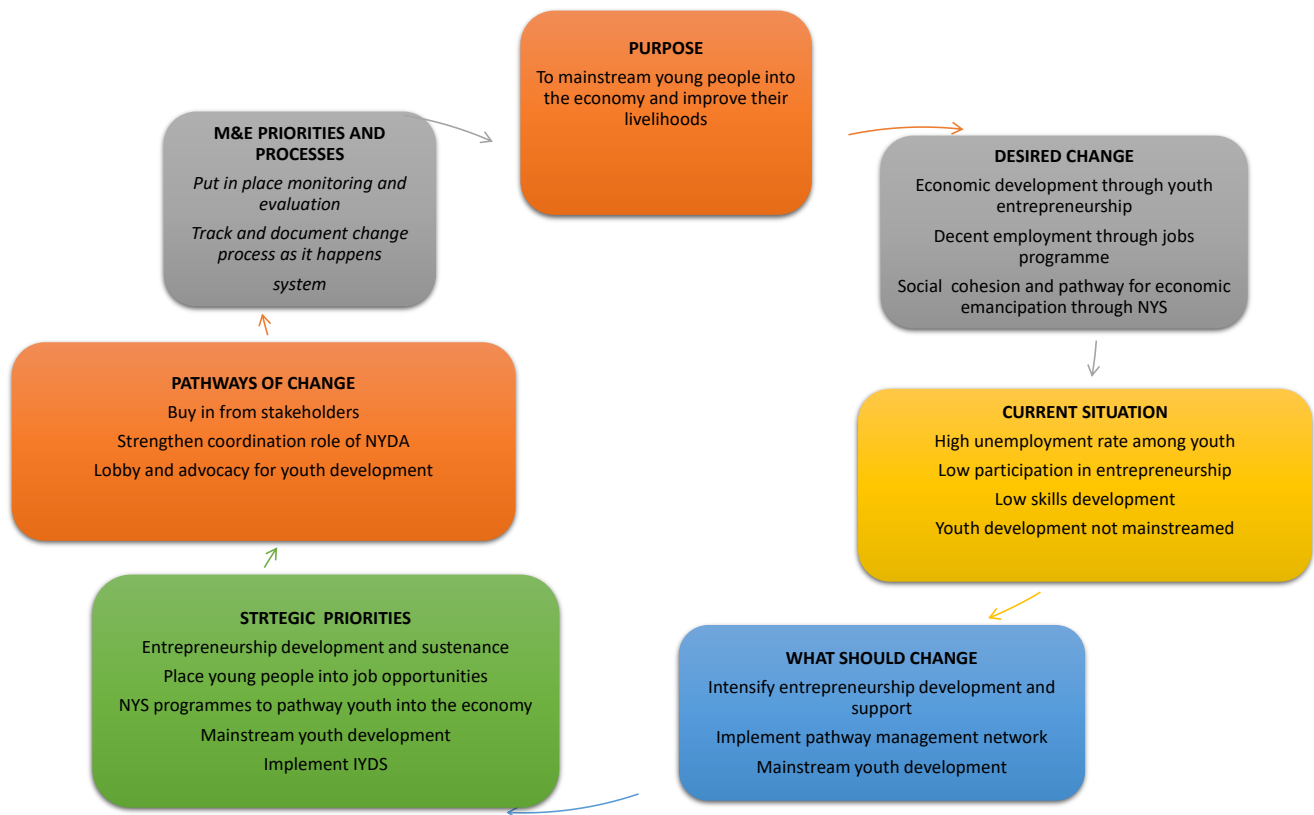 PURPOSE
To mainstream young people into
the economy and improve their
livelihoods
DESIRED CHANGE
Economic development through youth
entrepreneurship
Decent employment through jobs
programme
Social  cohesion and pathway for economic
emancipation through NYS
CURRENT SITUATION
High unemployment rate among youth
Low participation in entrepreneurship
Low skills development
Youth development not mainstreamed
WHAT SHOULD CHANGE
Intensify entrepreneurship development and
support
Implement pathway management network
Mainstream youth development
STRTEGIC  PRIORITIES
Entrepreneurship development and sustenance
Place young people into job opportunities
NYS programmes to pathway youth into the economy
Mainstream youth development
Implement IYDS
PATHWAYS OF CHANGE
Buy in from stakeholders
Strengthen coordination role of NYDA
Lobby and advocacy for youth development
M&E PRIORITIES AND
PROCESSES
Put in place monitoring and
evaluation
Track and document change
process as it happens
system